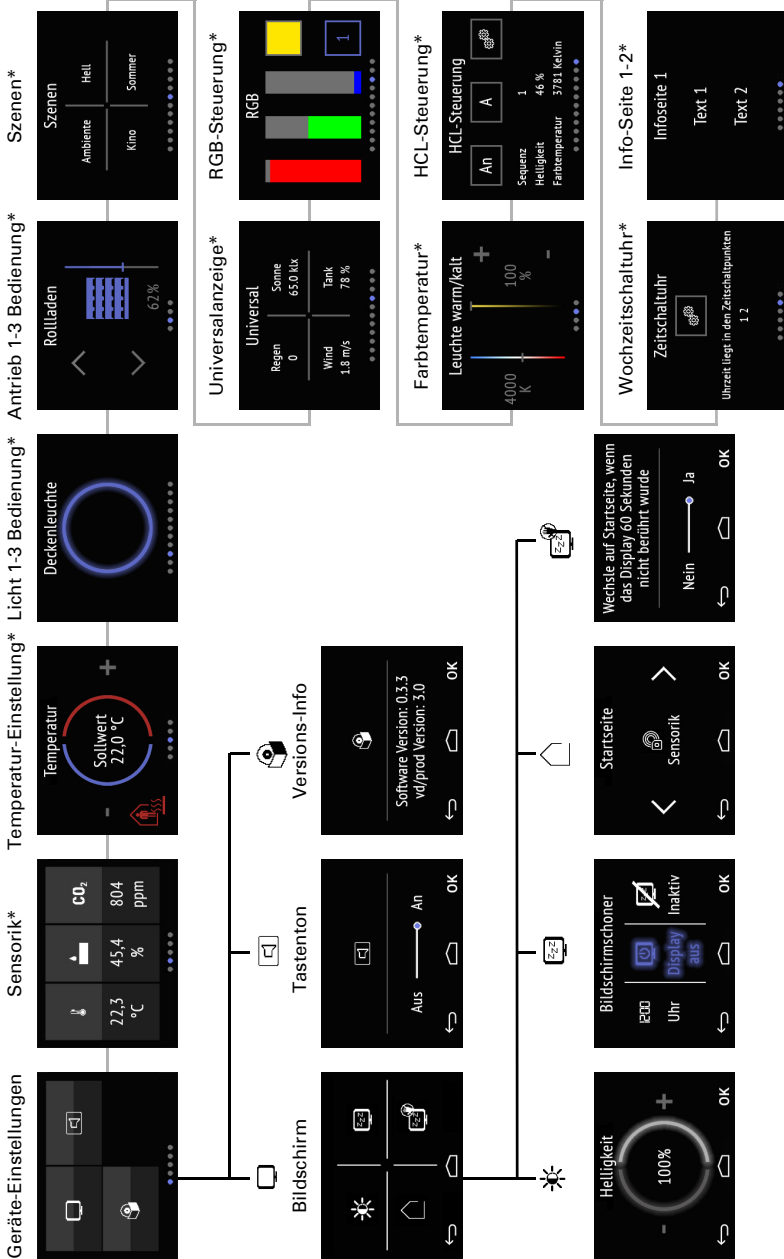 Geräte-Einstellungen
Sensorik*
22,3
°C
45,4
%
CO₂
804
ppm
Temperatur-Einstellung*
Temperatur
-
+
Sollwert
22,0 °C
Licht 1-3 Bedienung*
Deckenleuchte
Antrieb 1-3 Bedienung*
Rollladen
62%
Szenen*
Szenen
Ambiente
Hell
Kino
Sommer
Universalanzeige*
Universal
Regen
0
Sonne
65.0 klx
Wind
1.8 m/s
Tank
78 %
RGB-Steuerung*
RGB
1
Farbtemperatur*
Leuchte warm/kalt
4000
K
100
%
+
-
HCL-Steuerung*
HCL-Steuerung
An
A
Sequenz 1
Helligkeit 46 %
Farbtemperatur 3781 Kelvin
Wochzeitschaltuhr*
Zeitschaltuhr
Uhrzeit liegt in den Zeitschaltpunkten
1 2
Info-Seite 1-2*
Infoseite 1
Text 1
Text 2
Bildschirm
zZz
zZz
Tastenton
Aus
An
OK
Versions-Info
Software Version: 0.3.3
vd/prod Version: 3.0
OK
zZz
zZz
Helligkeit
-
100%
+
OK
Bildschirmschoner
1200
Uhr
Display
aus
zZz
Inaktiv
OK
Startseite
Sensorik
OK
Wechsle auf Startseite, wenn
das Display 60 Sekunden
nicht berührt wurde
Nein
Ja
OK